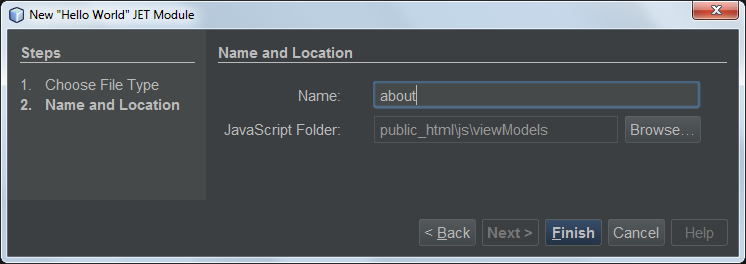 New "Hello World" JET Module
Steps
1. Choose File Type
2. Name and Location
Name and Location
Name: about
JavaScript Folder: public_html\js\viewModels Browse...
< Back Next > Finish Cancel Help